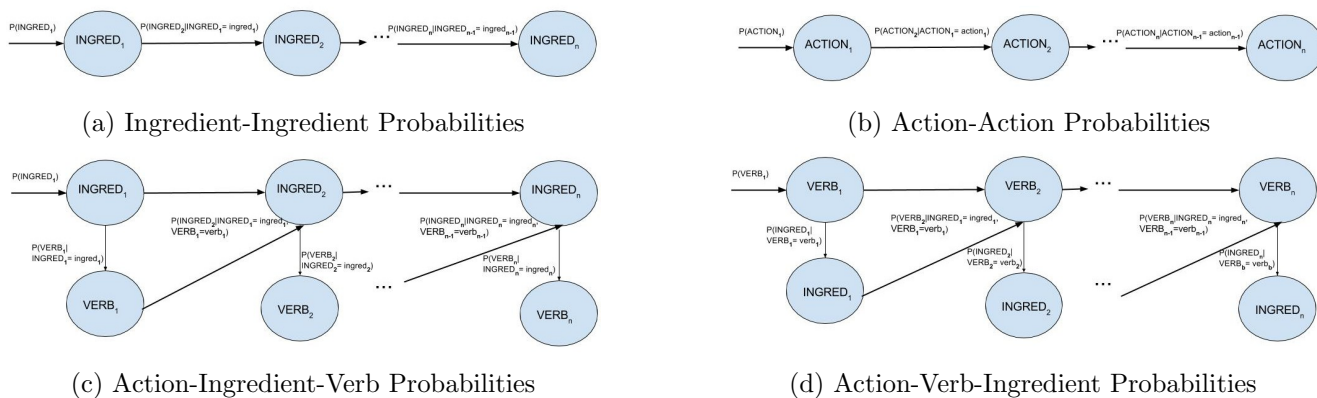 P(INGRED₁)
INGRED₁
P(INGRED₂|INGRED₁= ingred₁)
INGRED₂
...
P(INGREDₙ|INGREDₙ₋₁= ingredₙ₋₁)
INGREDₙ
(a) Ingredient-Ingredient Probabilities
P(ACTION₁)
ACTION₁
P(ACTION₂|ACTION₁= action₁)
ACTION₂
...
P(ACTIONₙ|ACTIONₙ₋₁= actionₙ₋₁)
ACTIONₙ
(b) Action-Action Probabilities
P(INGRED₁)
INGRED₁
INGRED₂
...
INGREDₙ
P(INGRED₂|INGRED₁= ingred₁,
VERB₁=verb₁)
P(INGREDₙ|INGREDₙ= ingredₙ,
VERBₙ₋₁=verbₙ₋₁)
P(VERB₁|
INGRED₁= ingred₁)
P(VERB₂|
INGRED₂= ingred₂)
P(VERBₙ|
INGREDₙ= ingredₙ)
VERB₁
VERB₂
...
VERBₙ
(c) Action-Ingredient-Verb Probabilities
P(VERB₁)
VERB₁
VERB₂
...
VERBₙ
P(VERB₂|INGRED₁= ingred₁,
VERB₁=verb₁)
P(VERBₙ|INGREDₙ= ingredₙ,
VERBₙ₋₁=verbₙ₋₁)
P(INGRED₁|
VERB₁= verb₁)
P(INGRED₂|
VERB₂= verb₂)
P(INGREDₙ|
VERB_b= verb_b)
INGRED₁
INGRED₂
...
INGREDₙ
(d) Action-Verb-Ingredient Probabilities